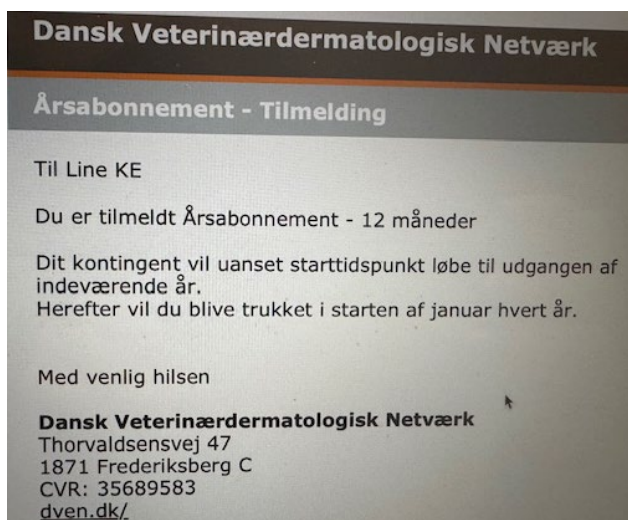 Dansk Veterinærdermatologisk Netværk
Årsabonnement - Tilmelding
Til Line KE
Du er tilmeldt Årsabonnement - 12 måneder
Dit kontingent vil uanset starttidspunkt løbe til udgangen af
indeværende år.
Herefter vil du blive trukket i starten af januar hvert år.
Med venlig hilsen
Dansk Veterinærdermatologisk Netværk
Thorvaldsensvej 47
1871 Frederiksberg C
CVR: 35689583
dven.dk/